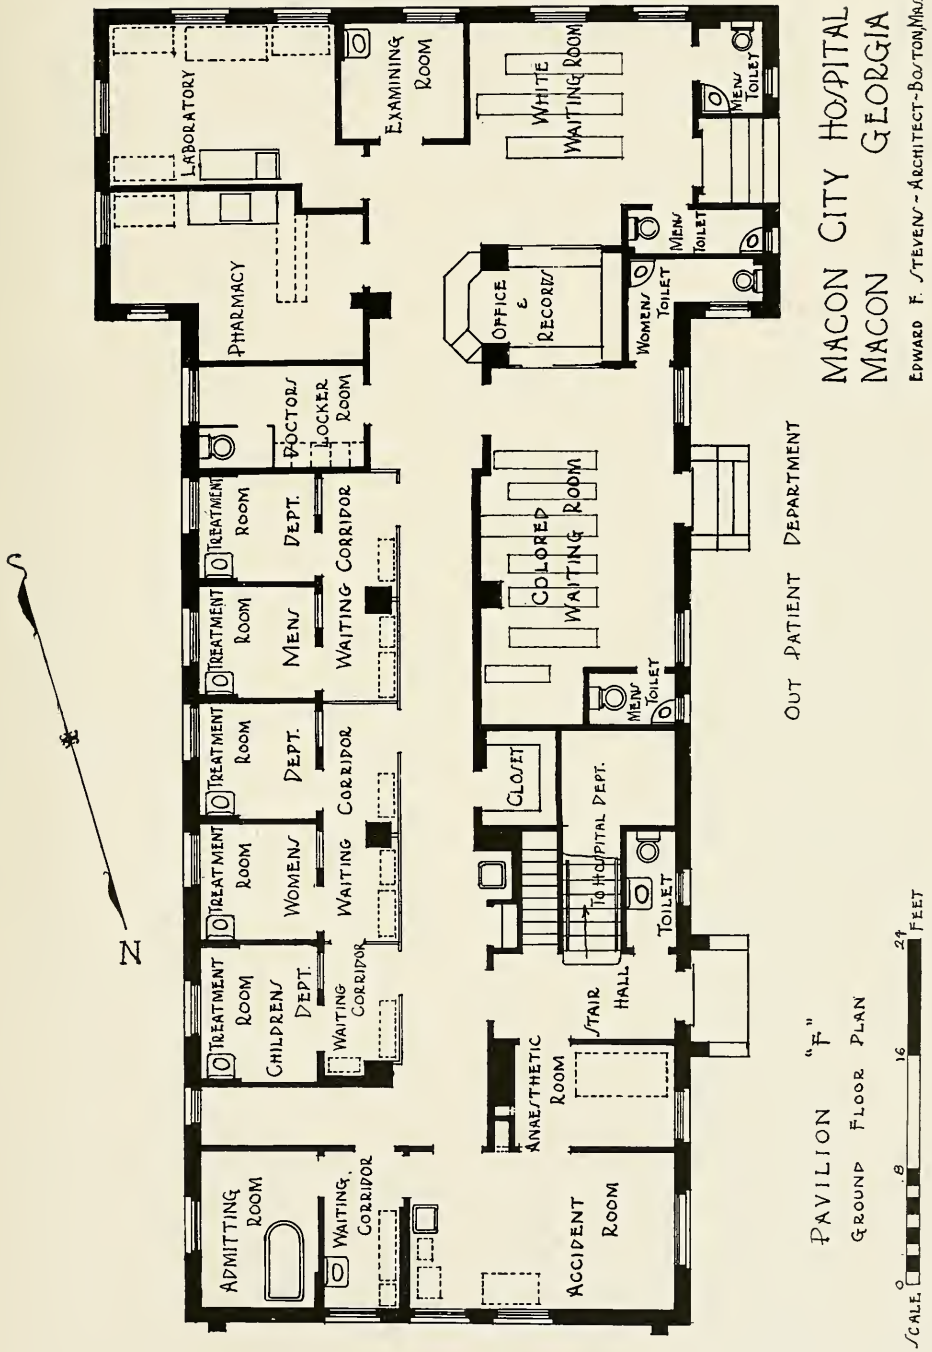 LABORATORY
EXAMINING
ROOM
WHITE
WAITING ROOM
MENS
TOILET
MENS
TOILET
WOMENS
TOILET
PHARMACY
OFFICE
&
RECORDS
DOCTORS
LOCKER
ROOM
TREATMENT
ROOM
DEPT.
TREATMENT
ROOM
MENS
WAITING CORRIDOR
COLORED
WAITING ROOM
MENS
TOILET
TREATMENT
ROOM
DEPT.
TREATMENT
ROOM
WOMENS
WAITING CORRIDOR
CLOSET
TO HOSPITAL DEPT.
TOILET
TREATMENT
ROOM
CHILDRENS
DEPT.
WAITING
CORRIDOR
STAIR
HALL
ANAESTHETIC
ROOM
ADMITTING
ROOM
WAITING
CORRIDOR
ACCIDENT
ROOM
N
S
OUT PATIENT DEPARTMENT
PAVILION "F"
GROUND FLOOR PLAN
MACON CITY HOSPITAL
MACON GEORGIA
EDWARD F. STEVENS ~ ARCHITECT ~ BOSTON, MAS
SCALE 0 8 16 24 FEET